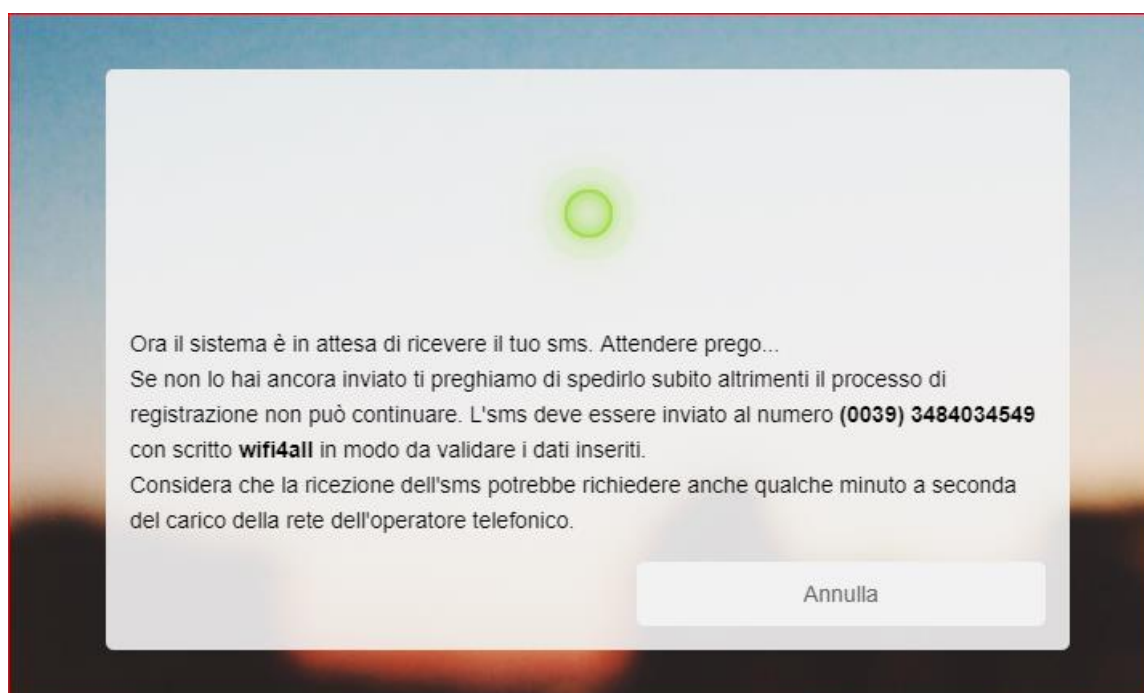 Ora il sistema è in attesa di ricevere il tuo sms. Attendere prego...
Se non lo hai ancora inviato ti preghiamo di spedirlo subito altrimenti il processo di
registrazione non può continuare. L'sms deve essere inviato al numero (0039) 3484034549
con scritto wifi4all in modo da validare i dati inseriti.
Considera che la ricezione dell'sms potrebbe richiedere anche qualche minuto a seconda
del carico della rete dell'operatore telefonico.
Annulla